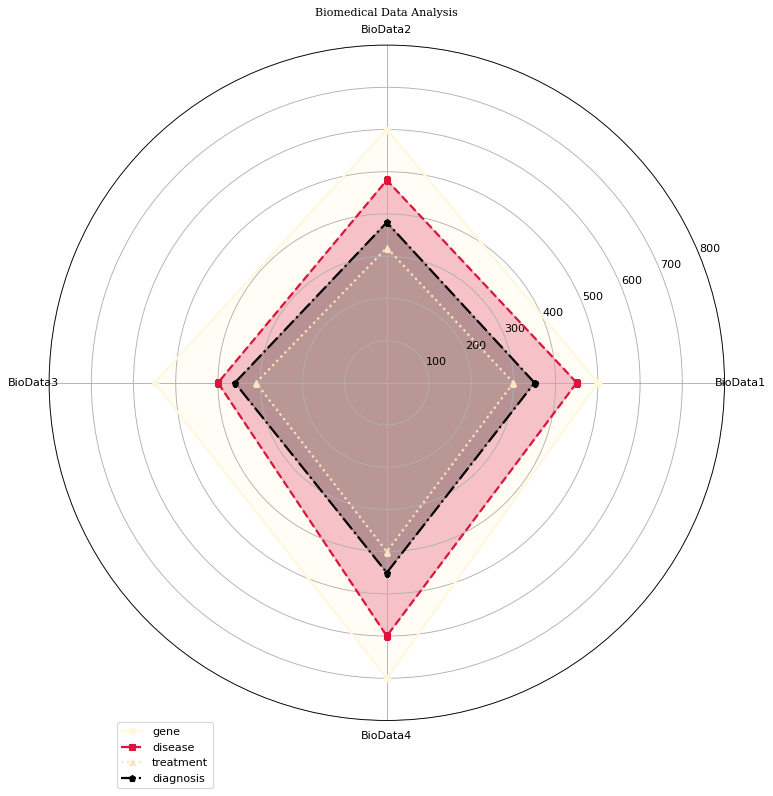 Biomedical Data Analysis
BioData2
800
700
600
500
400
300
200
100
BioData3
BioData1
BioData4
gene
disease
treatment
diagnosis